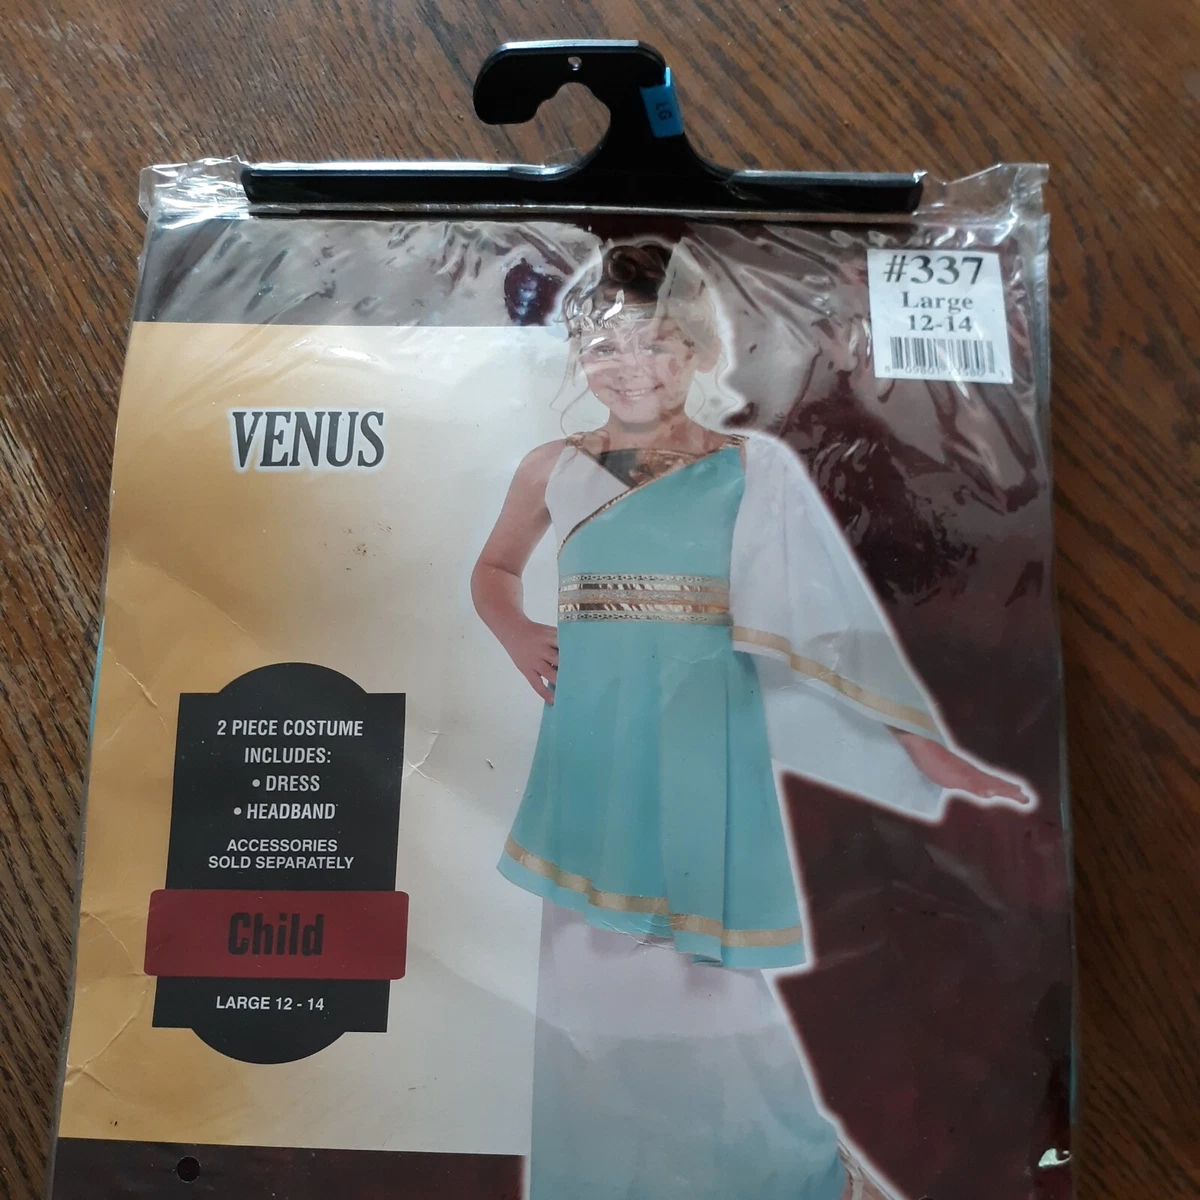 LG
#337
Large
12-14
VENUS
2 PIECE COSTUME
INCLUDES:
• DRESS
• HEADBAND
ACCESSORIES
SOLD SEPARATELY
Child
LARGE 12 - 14